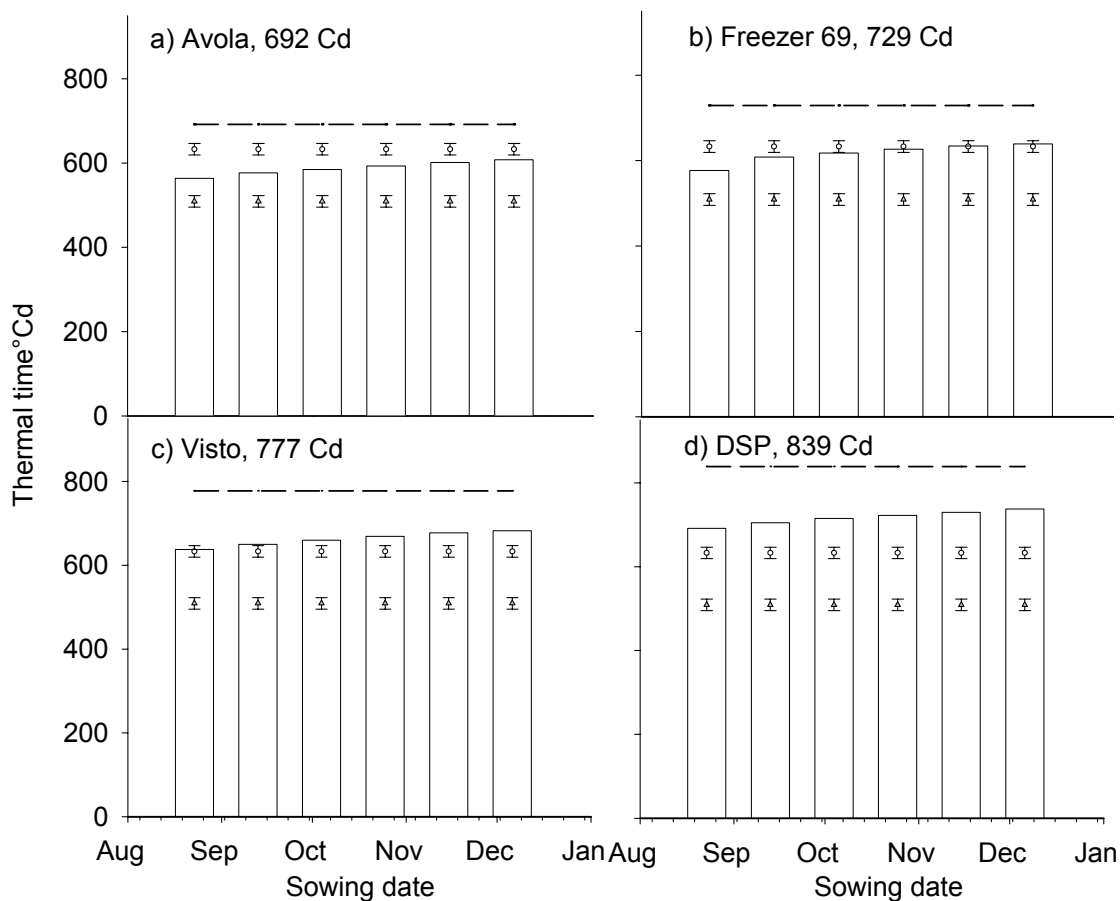 a) Avola, 692 Cd
b) Freezer 69, 729 Cd
800
600
400
200
0
Thermal time°Cd
c) Visto, 777 Cd
d) DSP, 839 Cd
800
600
400
200
0
Aug Sep Oct Nov Dec Jan
Aug Sep Oct Nov Dec Jan
Sowing date
Sowing date